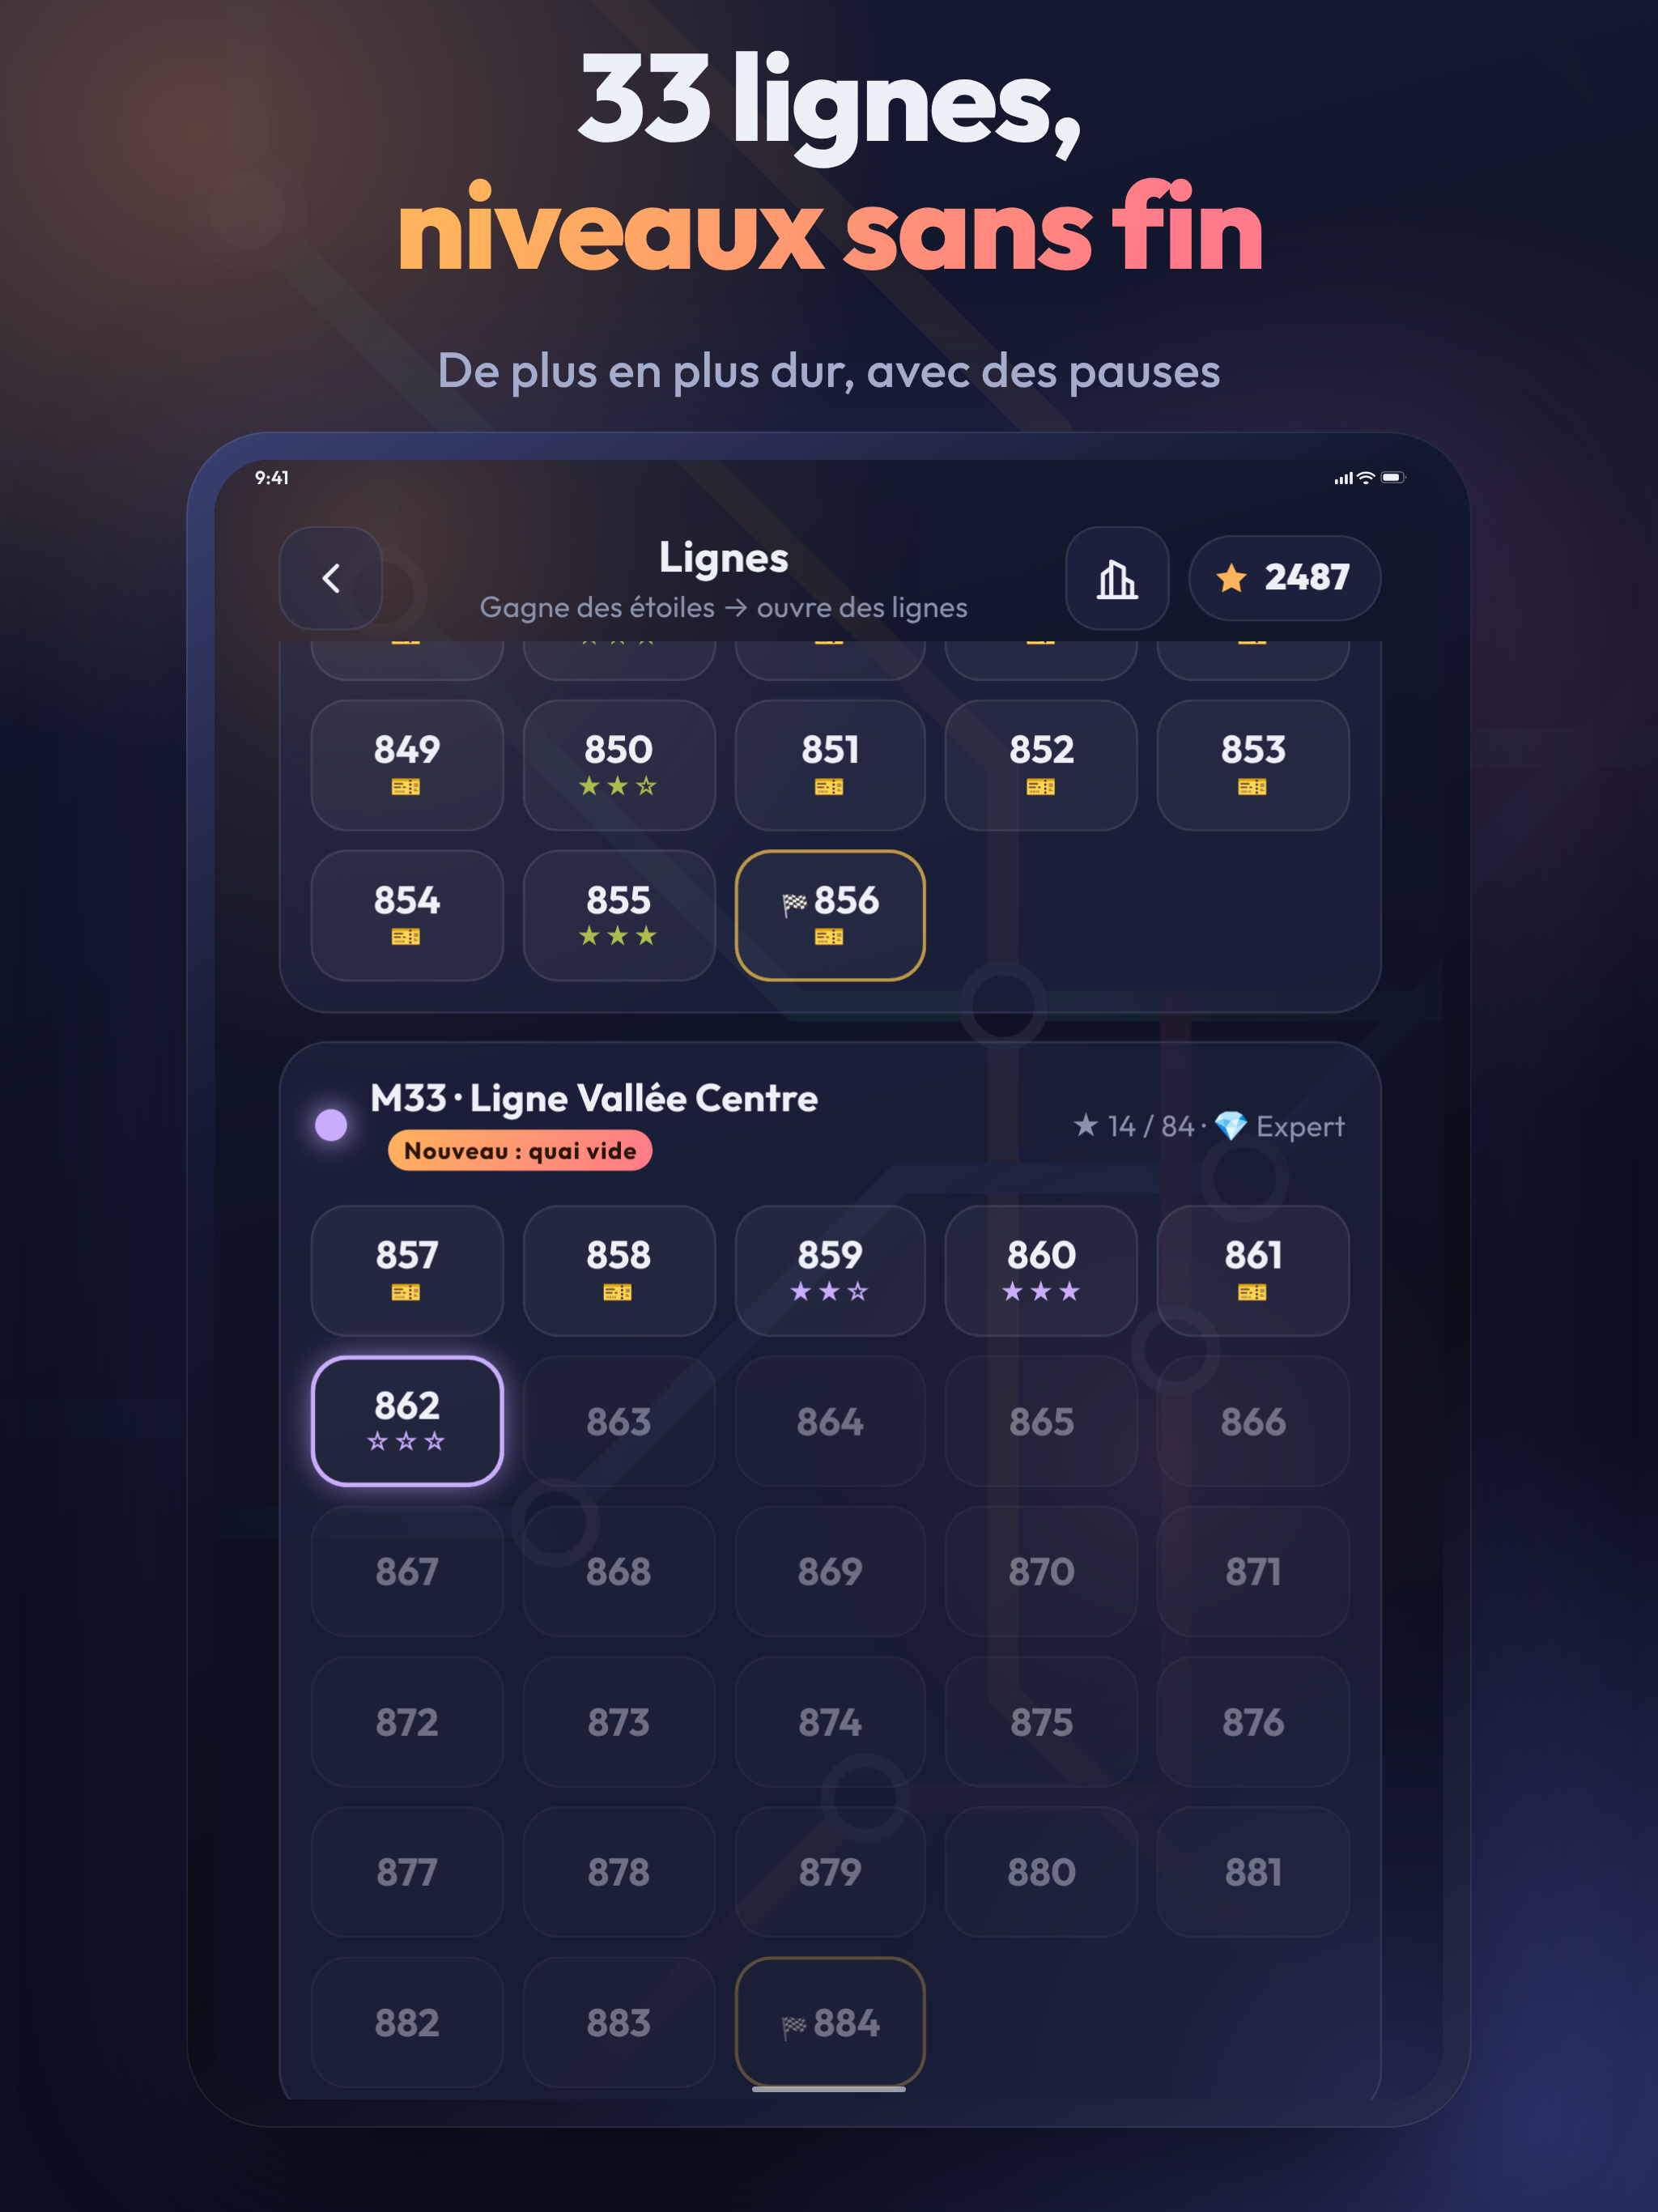 33 lignes,
niveaux sans fin
De plus en plus dur, avec des pauses
9:41
Lignes
Gagne des étoiles → ouvre des lignes
2487
849 850 851 852 853
854 855 856
M33 · Ligne Vallée Centre
Nouveau : quai vide
★ 14 / 84 · 💎 Expert
857 858 859 860 861
862 863 864 865 866
867 868 869 870 871
872 873 874 875 876
877 878 879 880 881
882 883 884